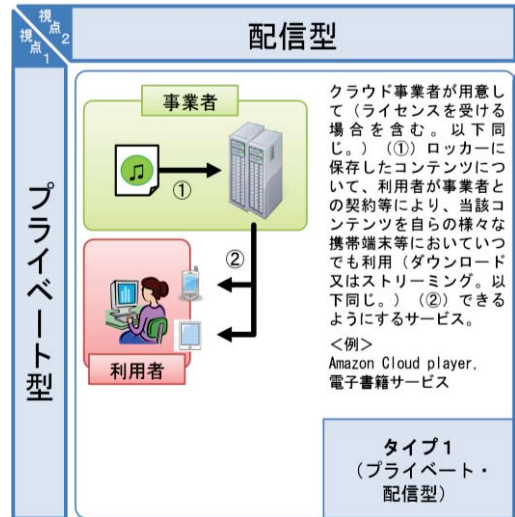 視点2
視点1
配信型
プライベート型
事業者
①
②
利用者
クラウド事業者が用意し
て（ライセンスを受ける
場合を含む。以下同
じ。）（①）ロッカーに
保存したコンテンツにつ
いて、利用者が事業者と
の契約等により、当該コ
ンテンツを自らの様々な
携帯端末等においていつ
でも利用（ダウンロード
又はストリーミング。以
下同じ。）（②）できる
ようにするサービス。
＜例＞
Amazon Cloud player,
電子書籍サービス
タイプ１
（プライベート・
配信型）